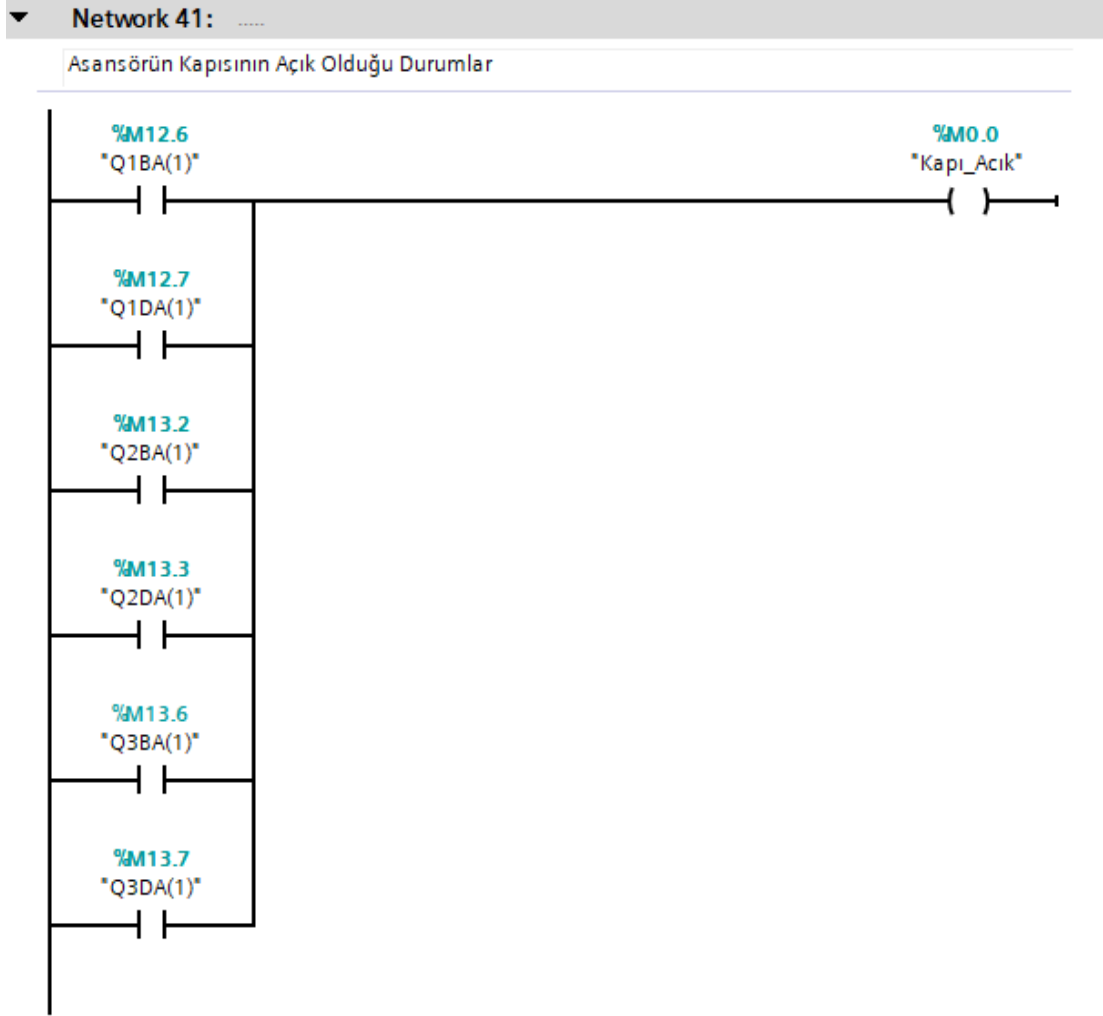 Network 41: .....
Asansörün Kapısının Açık Olduğu Durumlar
%M12.6
"Q1BA(1)"
%M0.0
"Kapı_Acık"
%M12.7
"Q1DA(1)"
%M13.2
"Q2BA(1)"
%M13.3
"Q2DA(1)"
%M13.6
"Q3BA(1)"
%M13.7
"Q3DA(1)"